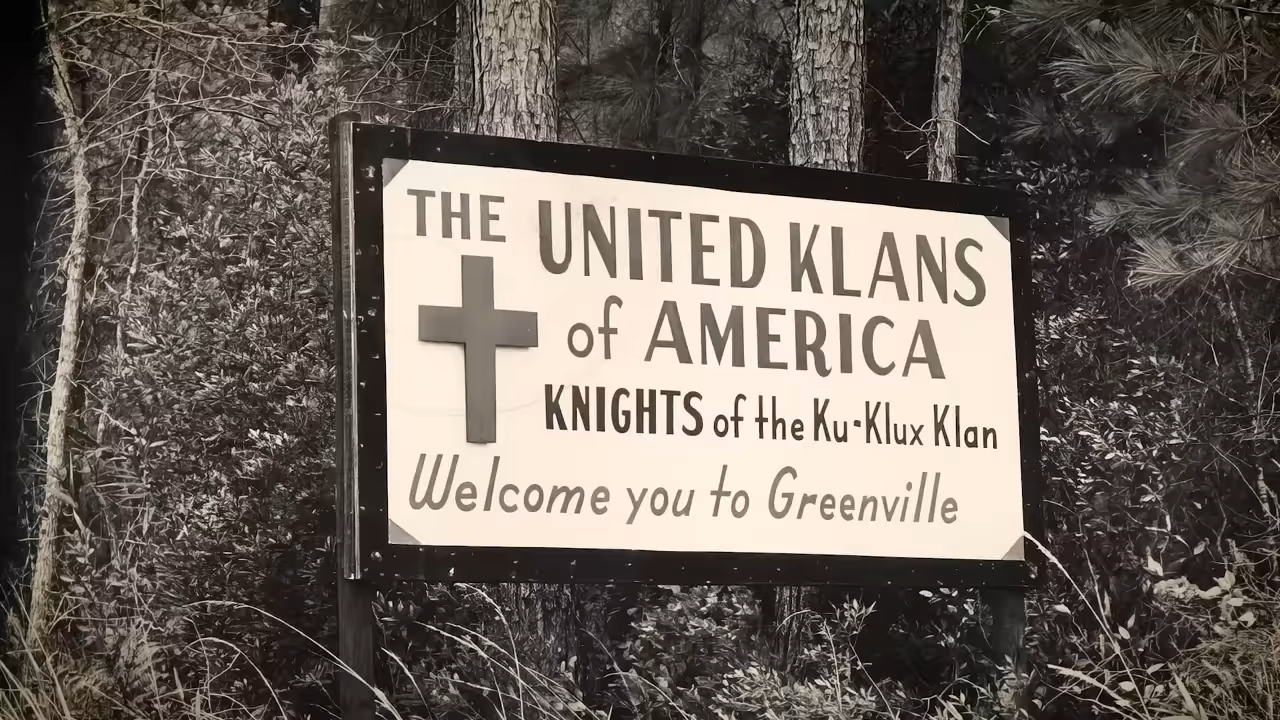 THE UNITED KLANS
of AMERICA
KNIGHTS of the Ku-Klux Klan
Welcome you to Greenville